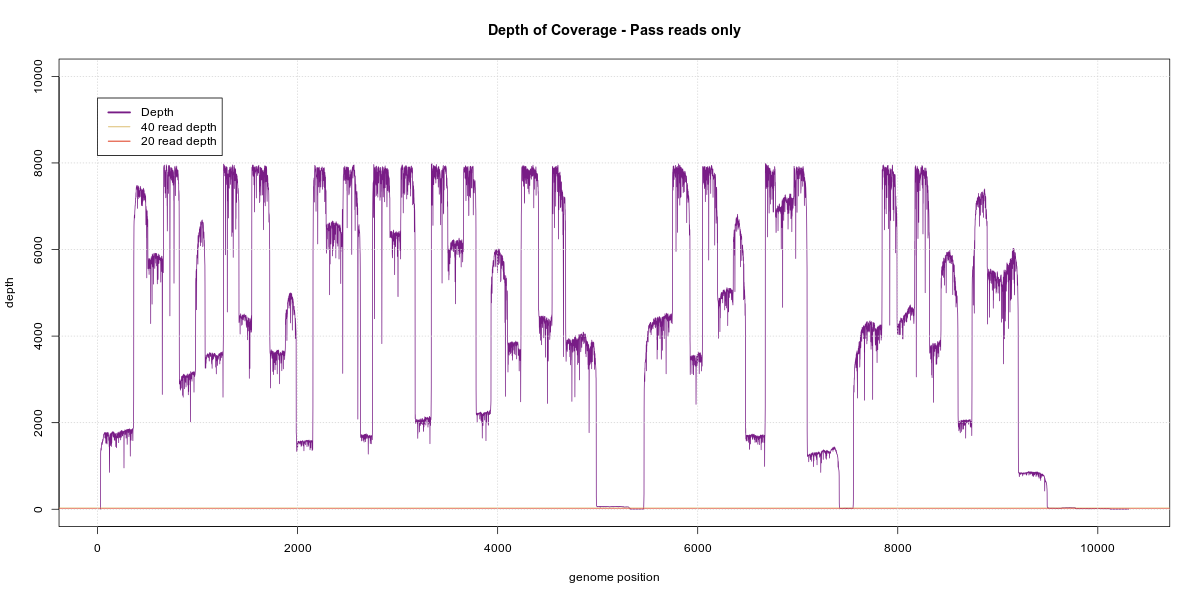 Depth of Coverage - Pass reads only
depth
10000
8000
6000
4000
2000
0
Depth
40 read depth
20 read depth
0 2000 4000 6000 8000 10000
genome position